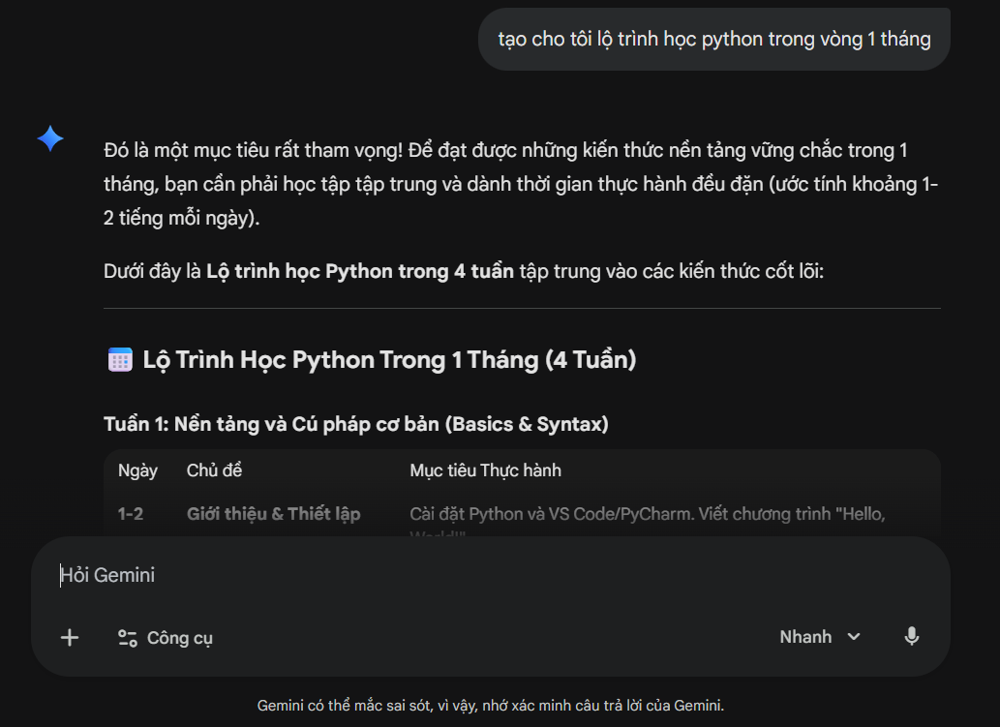 tạo cho tôi lộ trình học python trong vòng 1 tháng
Đó là một mục tiêu rất tham vọng! Để đạt được những kiến thức nền tảng vững chắc trong 1
tháng, bạn cần phải học tập tập trung và dành thời gian thực hành đều đặn (ước tính khoảng 1-
2 tiếng mỗi ngày).
Dưới đây là Lộ trình học Python trong 4 tuần tập trung vào các kiến thức cốt lõi:
Lộ Trình Học Python Trong 1 Tháng (4 Tuần)
Tuần 1: Nền tảng và Cú pháp cơ bản (Basics & Syntax)
Ngày Chủ đề Mục tiêu Thực hành
1-2 Giới thiệu & Thiết lập Cài đặt Python và VS Code/PyCharm. Viết chương trình "Hello,
World!"
Hỏi Gemini
Công cụ Nhanh
Gemini có thể mắc sai sót, vì vậy, nhớ xác minh câu trả lời của Gemini.